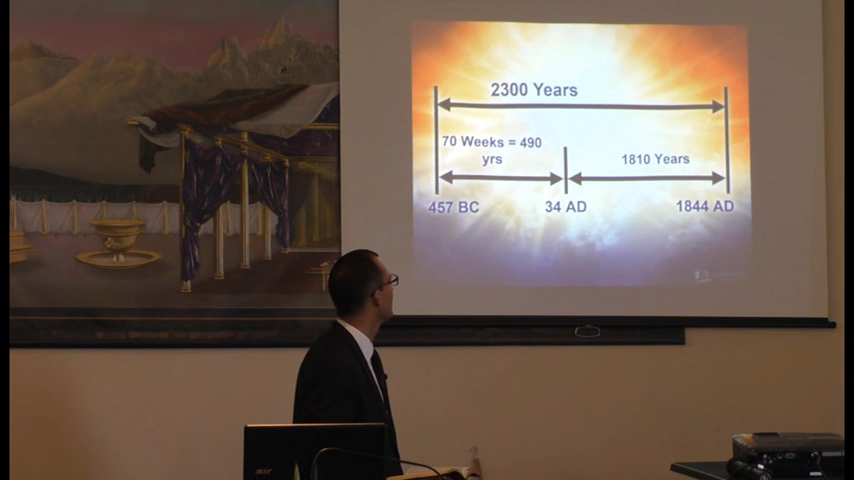 2300 Years
70 Weeks = 490
yrs
1810 Years
457 BC
34 AD
1844 AD
acer